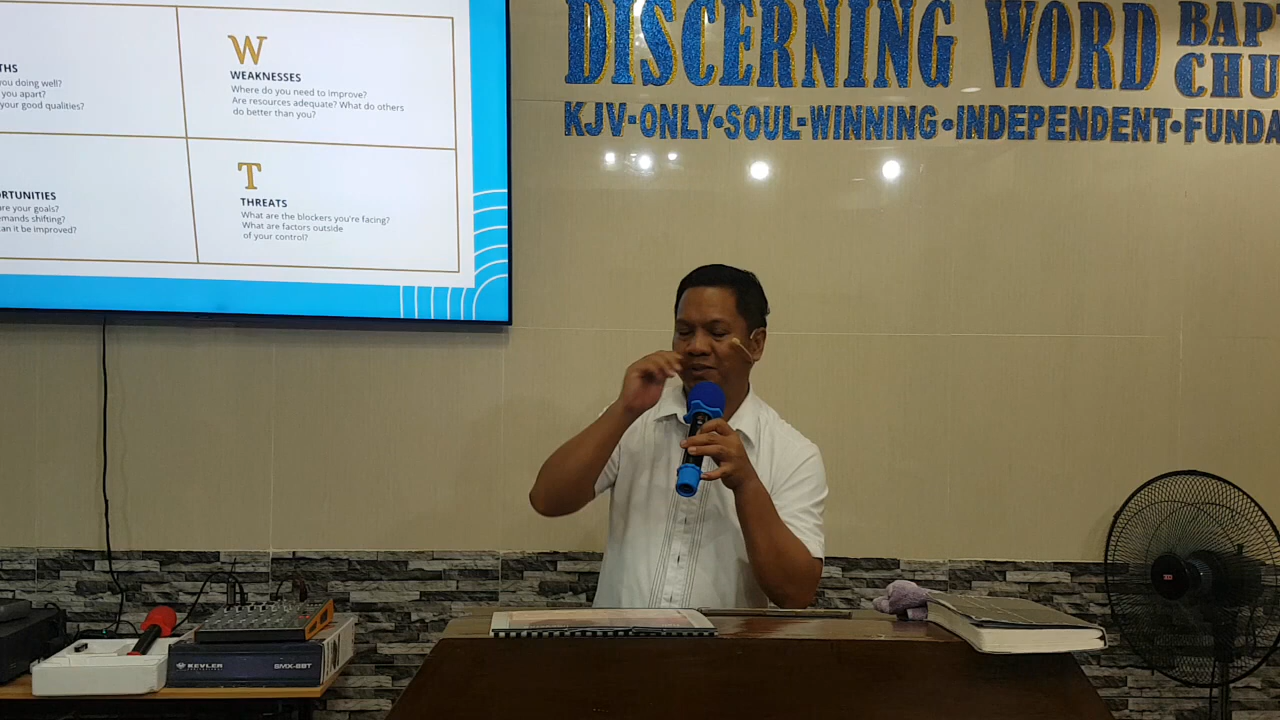 THS
you doing well?
you apart?
your good qualities?
W
WEAKNESSES
Where do you need to improve?
Are resources adequate? What do others
do better than you?
ORTUNITIES
are your goals?
emands shifting?
an it be improved?
T
THREATS
What are the blockers you're facing?
What are factors outside
of your control?
DISCERNING WORD BAP
CHU
KJV•ONLY•SOUL-WINNING•INDEPENDENT•FUNDA
KEVLER
SMX-6BT